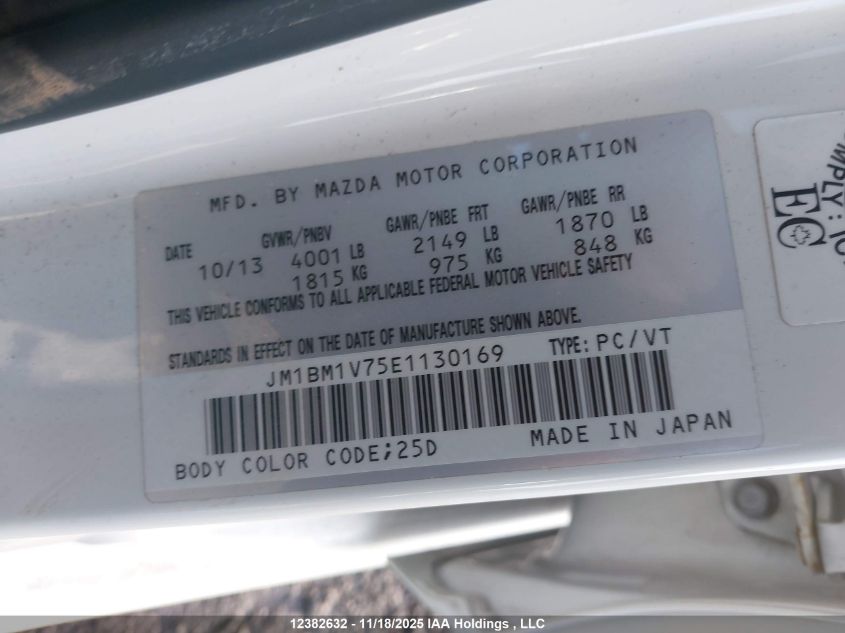 MFD. BY MAZDA MOTOR CORPORATION
DATE GVWR/PNBV GAWR/PNBE FRT GAWR/PNBE RR
10/13 4001 LB 2149 LB 1870 LB
1815 KG 975 KG 848 KG
THIS VEHICLE CONFORMS TO ALL APPLICABLE FEDERAL MOTOR VEHICLE SAFETY
STANDARDS IN EFFECT ON THE DATE OF MANUFACTURE SHOWN ABOVE.
JM1BM1V75E1130169 TYPE: PC/VT
BODY COLOR CODE;25D MADE IN JAPAN
EC
12382632 - 11/18/2025 IAA Holdings , LLC